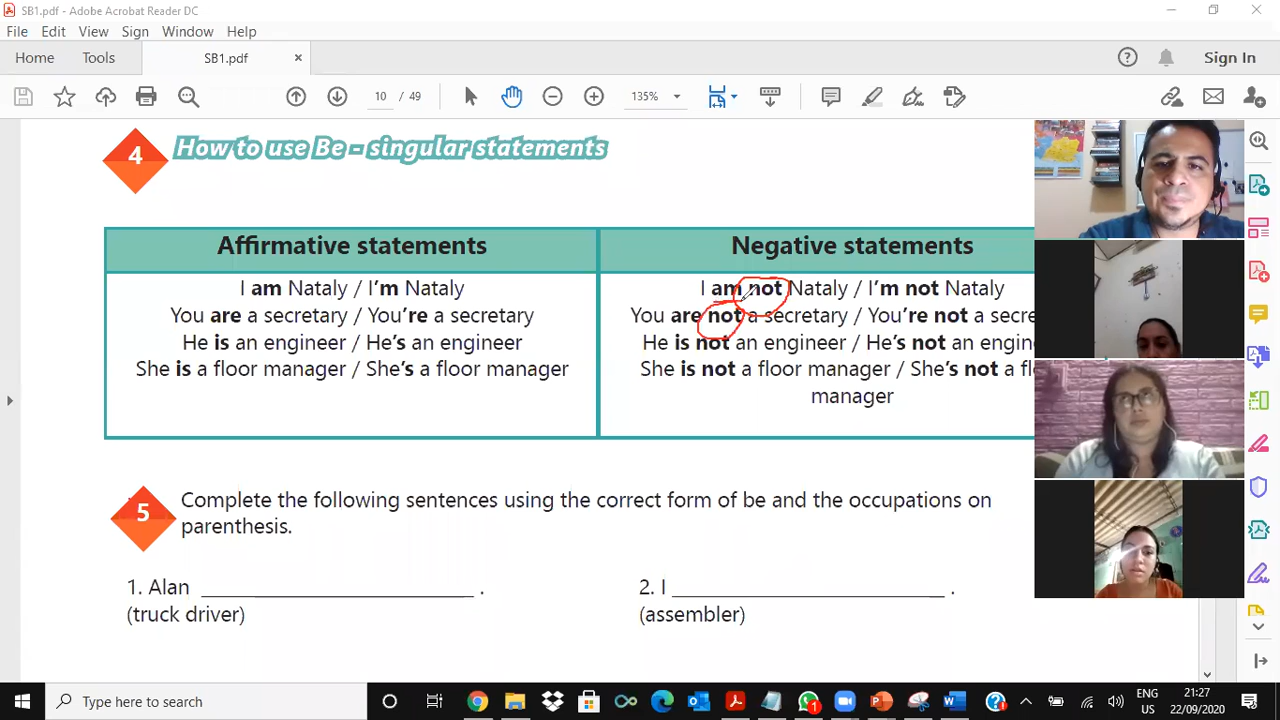 SB1.pdf - Adobe Acrobat Reader DC
File Edit View Sign Window Help
Home Tools SB1.pdf × Sign In
10 / 49 135%
4 How to use Be - singular statements
Affirmative statements
I am Nataly / I'm Nataly
You are a secretary / You're a secretary
He is an engineer / He's an engineer
She is a floor manager / She's a floor manager
Negative statements
I am not Nataly / I'm not Nataly
You are not a secretary / You're not a secre
He is not an engineer / He's not an engin
She is not a floor manager / She's not a fl
manager
5 Complete the following sentences using the correct form of be and the occupations on
parenthesis.
1. Alan ____________________ .
(truck driver)
2. I ____________________ .
(assembler)
Type here to search
ENG 21:27
US 22/09/2020